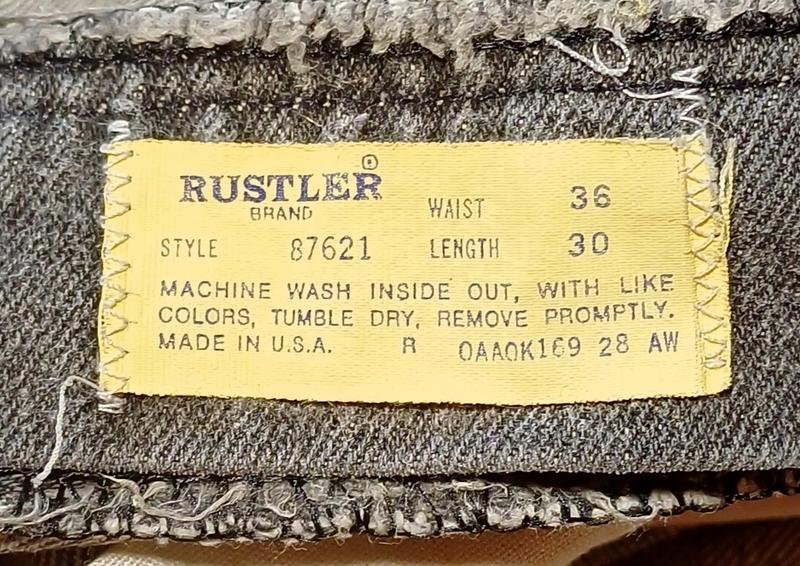 RUSTLER®
BRAND
WAIST 36
STYLE 87621 LENGTH 30
MACHINE WASH INSIDE OUT, WITH LIKE
COLORS, TUMBLE DRY, REMOVE PROMPTLY.
MADE IN U.S.A. R 0AA0K169 28 AW